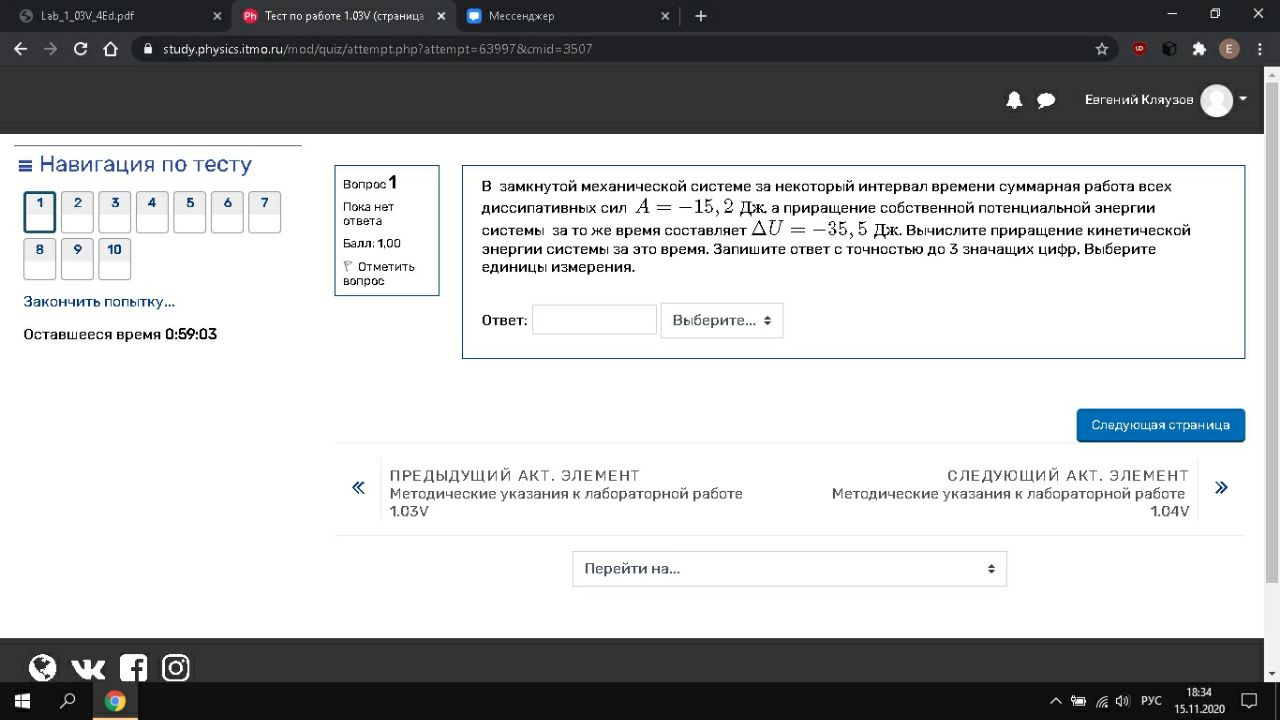 Lab_1_03V_4Ed.pdf
Тест по работе 1.03V (страница
Мессенджер
study.physics.itmo.ru/mod/quiz/attempt.php?attempt=63997&cmid=3507
E
Евгений Кляузов
Навигация по тесту
1 2 3 4 5 6 7
8 9 10
Закончить попытку...
Оставшееся время 0:59:03
Вопрос 1
Пока нет
ответа
Балл: 1,00
Отметить
вопрос
В замкнутой механической системе за некоторый интервал времени суммарная работа всех
диссипативных сил A = −15, 2 Дж. а приращение собственной потенциальной энергии
системы за то же время составляет ΔU = −35, 5 Дж. Вычислите приращение кинетической
энергии системы за это время. Запишите ответ с точностью до 3 значащих цифр. Выберите
единицы измерения.
Ответ: Выберите...
Следующая страница
ПРЕДЫДУЩИЙ АКТ. ЭЛЕМЕНТ
Методические указания к лабораторной работе
1.03V
СЛЕДУЮЩИЙ АКТ. ЭЛЕМЕНТ
Методические указания к лабораторной работе
1.04V
Перейти на...
РУС
18:34
15.11.2020